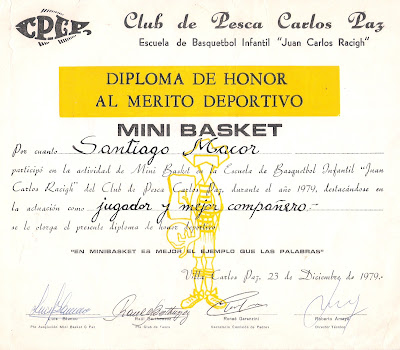 C.P.C.P.
Club de Pesca Carlos Paz
Escuela de Basquetbol Infantil "Juan Carlos Racigh"
DIPLOMA DE HONOR
AL MERITO DEPORTIVO
MINI BASKET
Por cuanto Santiago Macor
participó en la actividad de Mini Basket en la Escuela de Basquetbol Infantil "Juan
Carlos Racigh" del Club de Pesca Carlos Paz, durante el año 1979, destacándose en
la actuación como jugador y mejor compañero.-
se le otorga el presente diploma de honor deportivo.
"EN MINIBASKET ES MEJOR EL EJEMPLO QUE LAS PALABRAS"
Villa Carlos Paz, 23 de Diciembre de 1979.-
Luis Blanco
Roberto Amaya